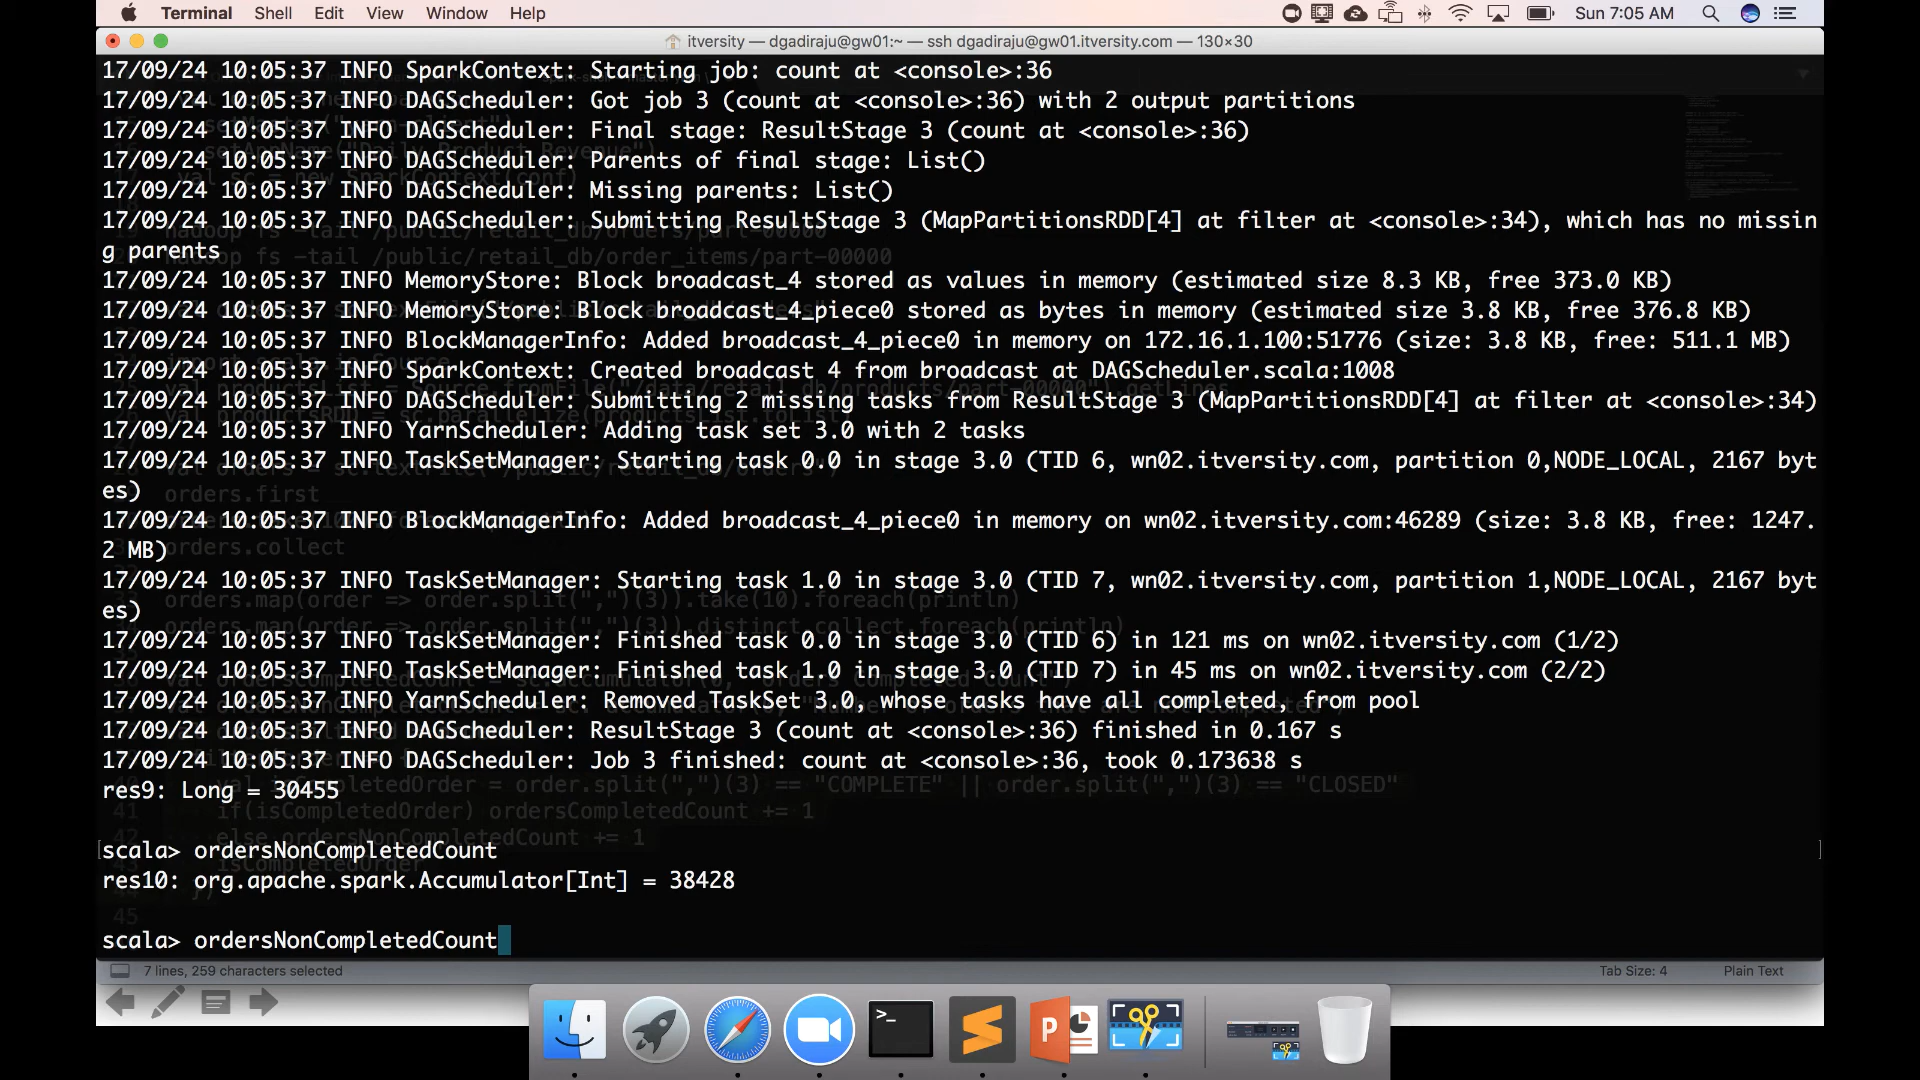 Terminal Shell Edit View Window Help Sun 7:05 AM
itversity — dgadiraju@gw01:~ — ssh dgadiraju@gw01.itversity.com — 130×30
17/09/24 10:05:37 INFO SparkContext: Starting job: count at <console>:36
17/09/24 10:05:37 INFO DAGScheduler: Got job 3 (count at <console>:36) with 2 output partitions
17/09/24 10:05:37 INFO DAGScheduler: Final stage: ResultStage 3 (count at <console>:36)
17/09/24 10:05:37 INFO DAGScheduler: Parents of final stage: List()
17/09/24 10:05:37 INFO DAGScheduler: Missing parents: List()
17/09/24 10:05:37 INFO DAGScheduler: Submitting ResultStage 3 (MapPartitionsRDD[4] at filter at <console>:34), which has no missin
g parents
17/09/24 10:05:37 INFO MemoryStore: Block broadcast_4 stored as values in memory (estimated size 8.3 KB, free 373.0 KB)
17/09/24 10:05:37 INFO MemoryStore: Block broadcast_4_piece0 stored as bytes in memory (estimated size 3.8 KB, free 376.8 KB)
17/09/24 10:05:37 INFO BlockManagerInfo: Added broadcast_4_piece0 in memory on 172.16.1.100:51776 (size: 3.8 KB, free: 511.1 MB)
17/09/24 10:05:37 INFO SparkContext: Created broadcast 4 from broadcast at DAGScheduler.scala:1008
17/09/24 10:05:37 INFO DAGScheduler: Submitting 2 missing tasks from ResultStage 3 (MapPartitionsRDD[4] at filter at <console>:34)
17/09/24 10:05:37 INFO YarnScheduler: Adding task set 3.0 with 2 tasks
17/09/24 10:05:37 INFO TaskSetManager: Starting task 0.0 in stage 3.0 (TID 6, wn02.itversity.com, partition 0,NODE_LOCAL, 2167 byt
es)
17/09/24 10:05:37 INFO BlockManagerInfo: Added broadcast_4_piece0 in memory on wn02.itversity.com:46289 (size: 3.8 KB, free: 1247.
2 MB)
17/09/24 10:05:37 INFO TaskSetManager: Starting task 1.0 in stage 3.0 (TID 7, wn02.itversity.com, partition 1,NODE_LOCAL, 2167 byt
es)
17/09/24 10:05:37 INFO TaskSetManager: Finished task 0.0 in stage 3.0 (TID 6) in 121 ms on wn02.itversity.com (1/2)
17/09/24 10:05:37 INFO TaskSetManager: Finished task 1.0 in stage 3.0 (TID 7) in 45 ms on wn02.itversity.com (2/2)
17/09/24 10:05:37 INFO YarnScheduler: Removed TaskSet 3.0, whose tasks have all completed, from pool
17/09/24 10:05:37 INFO DAGScheduler: ResultStage 3 (count at <console>:36) finished in 0.167 s
17/09/24 10:05:37 INFO DAGScheduler: Job 3 finished: count at <console>:36, took 0.173638 s
res9: Long = 30455
scala> ordersNonCompletedCount
res10: org.apache.spark.Accumulator[Int] = 38428
scala> ordersNonCompletedCount
7 lines, 259 characters selected Tab Size: 4 Plain Text